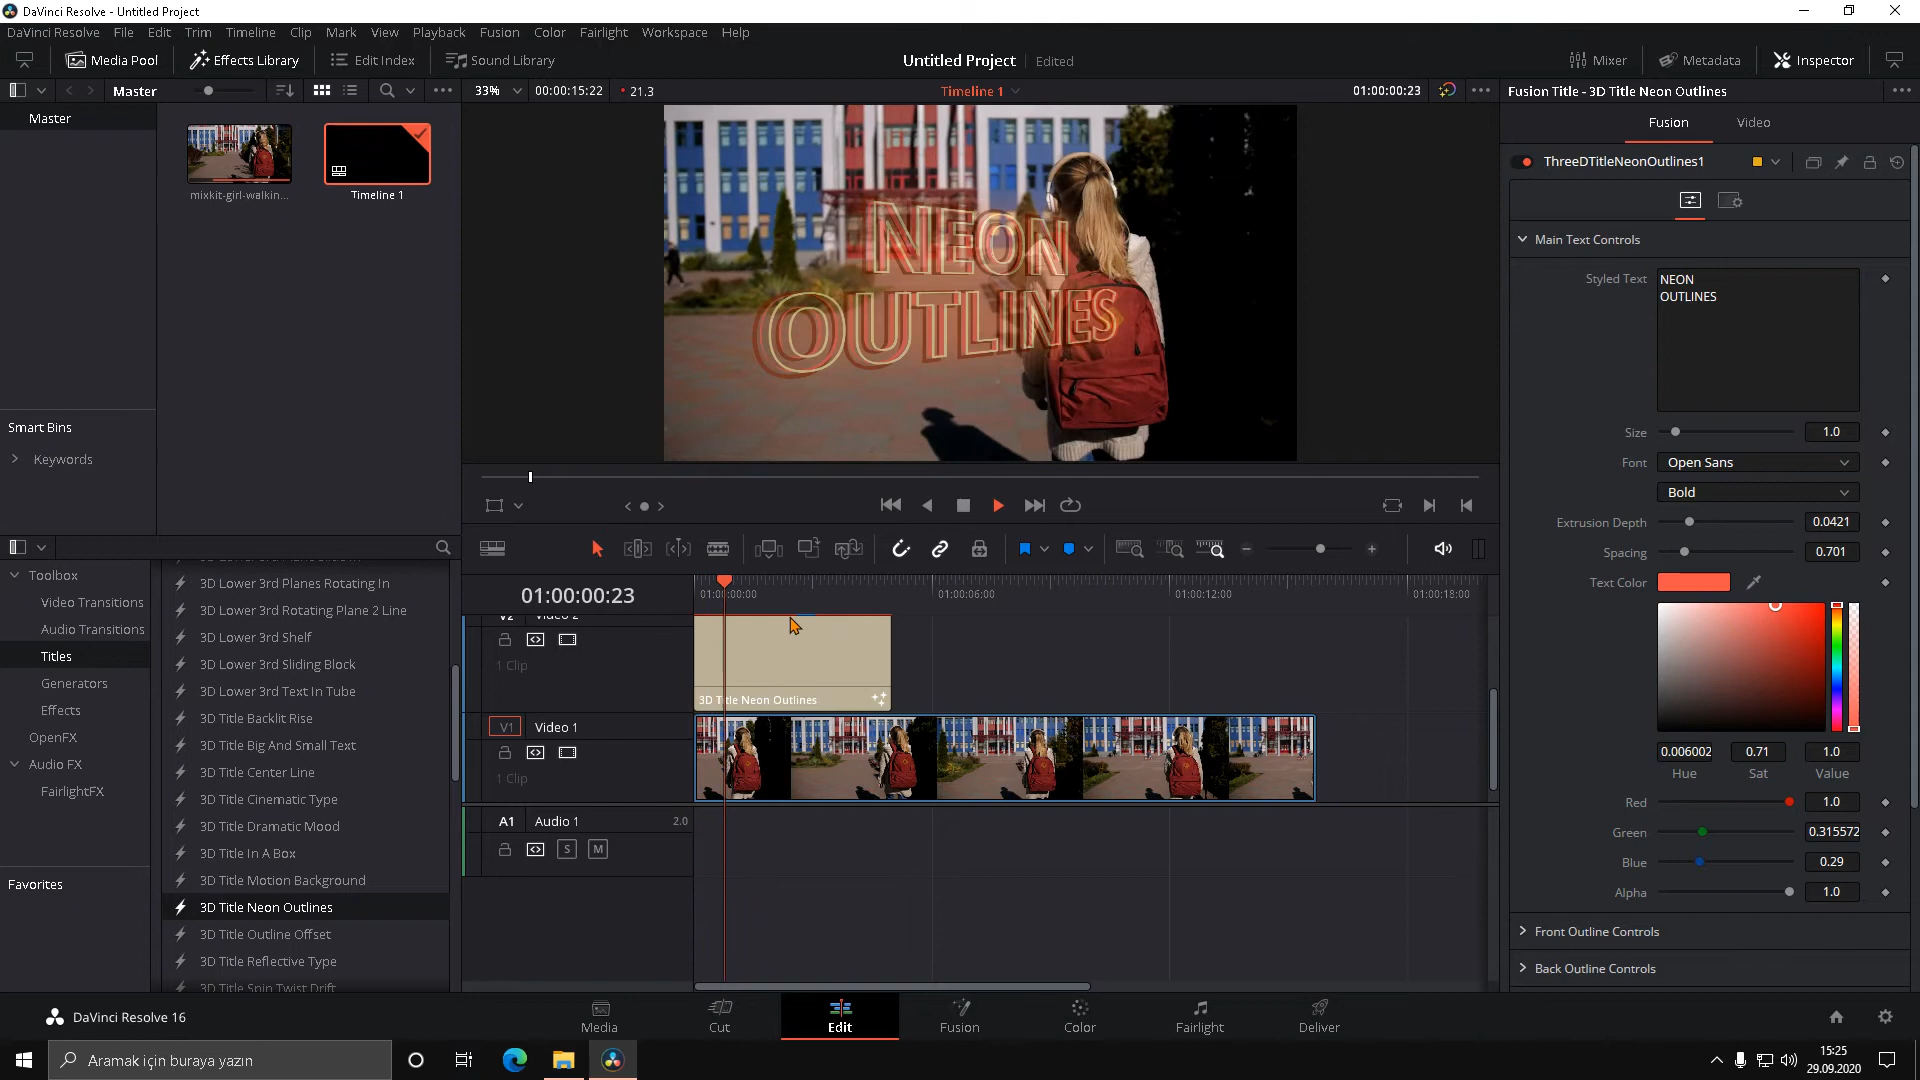 DaVinci Resolve - Untitled Project
DaVinci Resolve File Edit Trim Timeline Clip Mark View Playback Fusion Color Fairlight Workspace Help
Media Pool Effects Library Edit Index Sound Library Untitled Project Edited Mixer Metadata Inspector
Master 33% 00:00:15:22 21.3 Timeline 1 01:00:00:23 Fusion Title - 3D Title Neon Outlines
Master
mixkit-girl-walkin... Timeline 1
Smart Bins
Keywords
NEON
OUTLINES
Fusion Video
ThreeDTitleNeonOutlines1
Main Text Controls
Styled Text NEON
OUTLINES
Size 1.0
Font Open Sans
Bold
Extrusion Depth 0.0421
Spacing 0.701
Text Color
0.006002 0.71 1.0
Hue Sat Value
Red 1.0
Green 0.315572
Blue 0.29
Alpha 1.0
Front Outline Controls
Back Outline Controls
Toolbox
Video Transitions
Audio Transitions
Titles
Generators
Effects
OpenFX
Audio FX
FairlightFX
Favorites
3D Lower 3rd Planes Rotating In
3D Lower 3rd Rotating Plane 2 Line
3D Lower 3rd Shelf
3D Lower 3rd Sliding Block
3D Lower 3rd Text In Tube
3D Title Backlit Rise
3D Title Big And Small Text
3D Title Center Line
3D Title Cinematic Type
3D Title Dramatic Mood
3D Title In A Box
3D Title Motion Background
3D Title Neon Outlines
3D Title Outline Offset
3D Title Reflective Type
3D Title Spin Twist Drift
01:00:00:23 01:00:00:00 01:00:06:00 01:00:12:00 01:00:18:00
V2 Video 2
1 Clip
3D Title Neon Outlines
V1 Video 1
1 Clip
A1 Audio 1 2.0
S M
DaVinci Resolve 16 Media Cut Edit Fusion Color Fairlight Deliver
Aramak için buraya yazın
15:25
29.09.2020